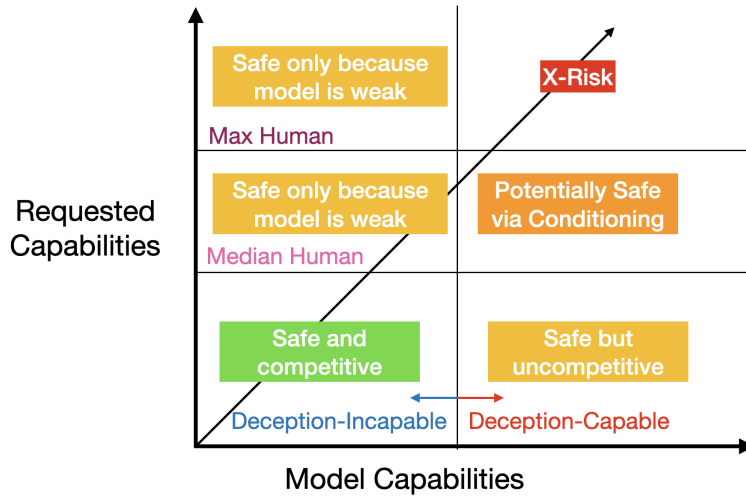 Safe only because
model is weak
X-Risk
Max Human
Requested
Capabilities
Safe only because
model is weak
Potentially Safe
via Conditioning
Median Human
Safe and
competitive
Safe but
uncompetitive
Deception-Incapable
Deception-Capable
Model Capabilities